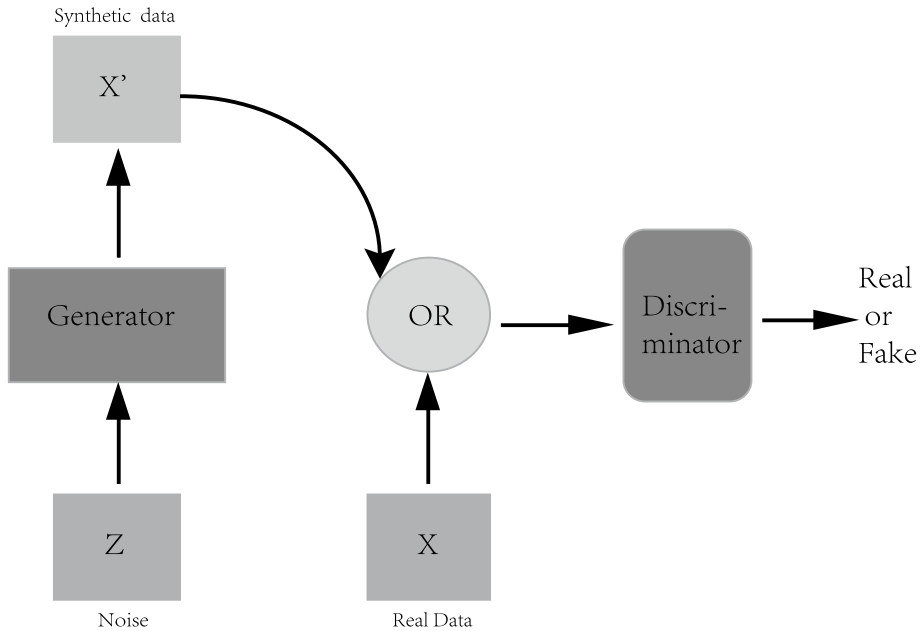 Synthetic data
X’
Generator
Z
Noise
OR
X
Real Data
Discri-
minator
Real
or
Fake